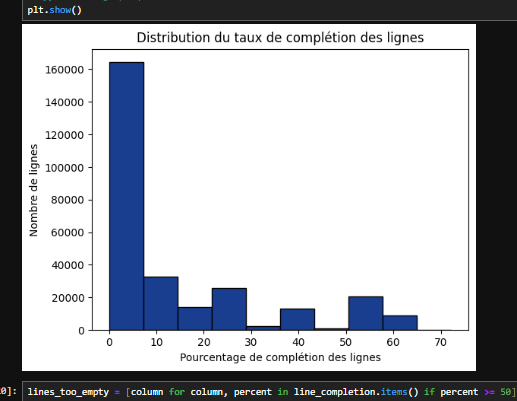 plt.show()
Distribution du taux de complétion des lignes
160000
140000
120000
100000
80000
60000
40000
20000
0
Nombre de lignes
0 10 20 30 40 50 60 70
Pourcentage de complétion des lignes
0]: lines_too_empty = [column for column, percent in line_completion.items() if percent >= 50]